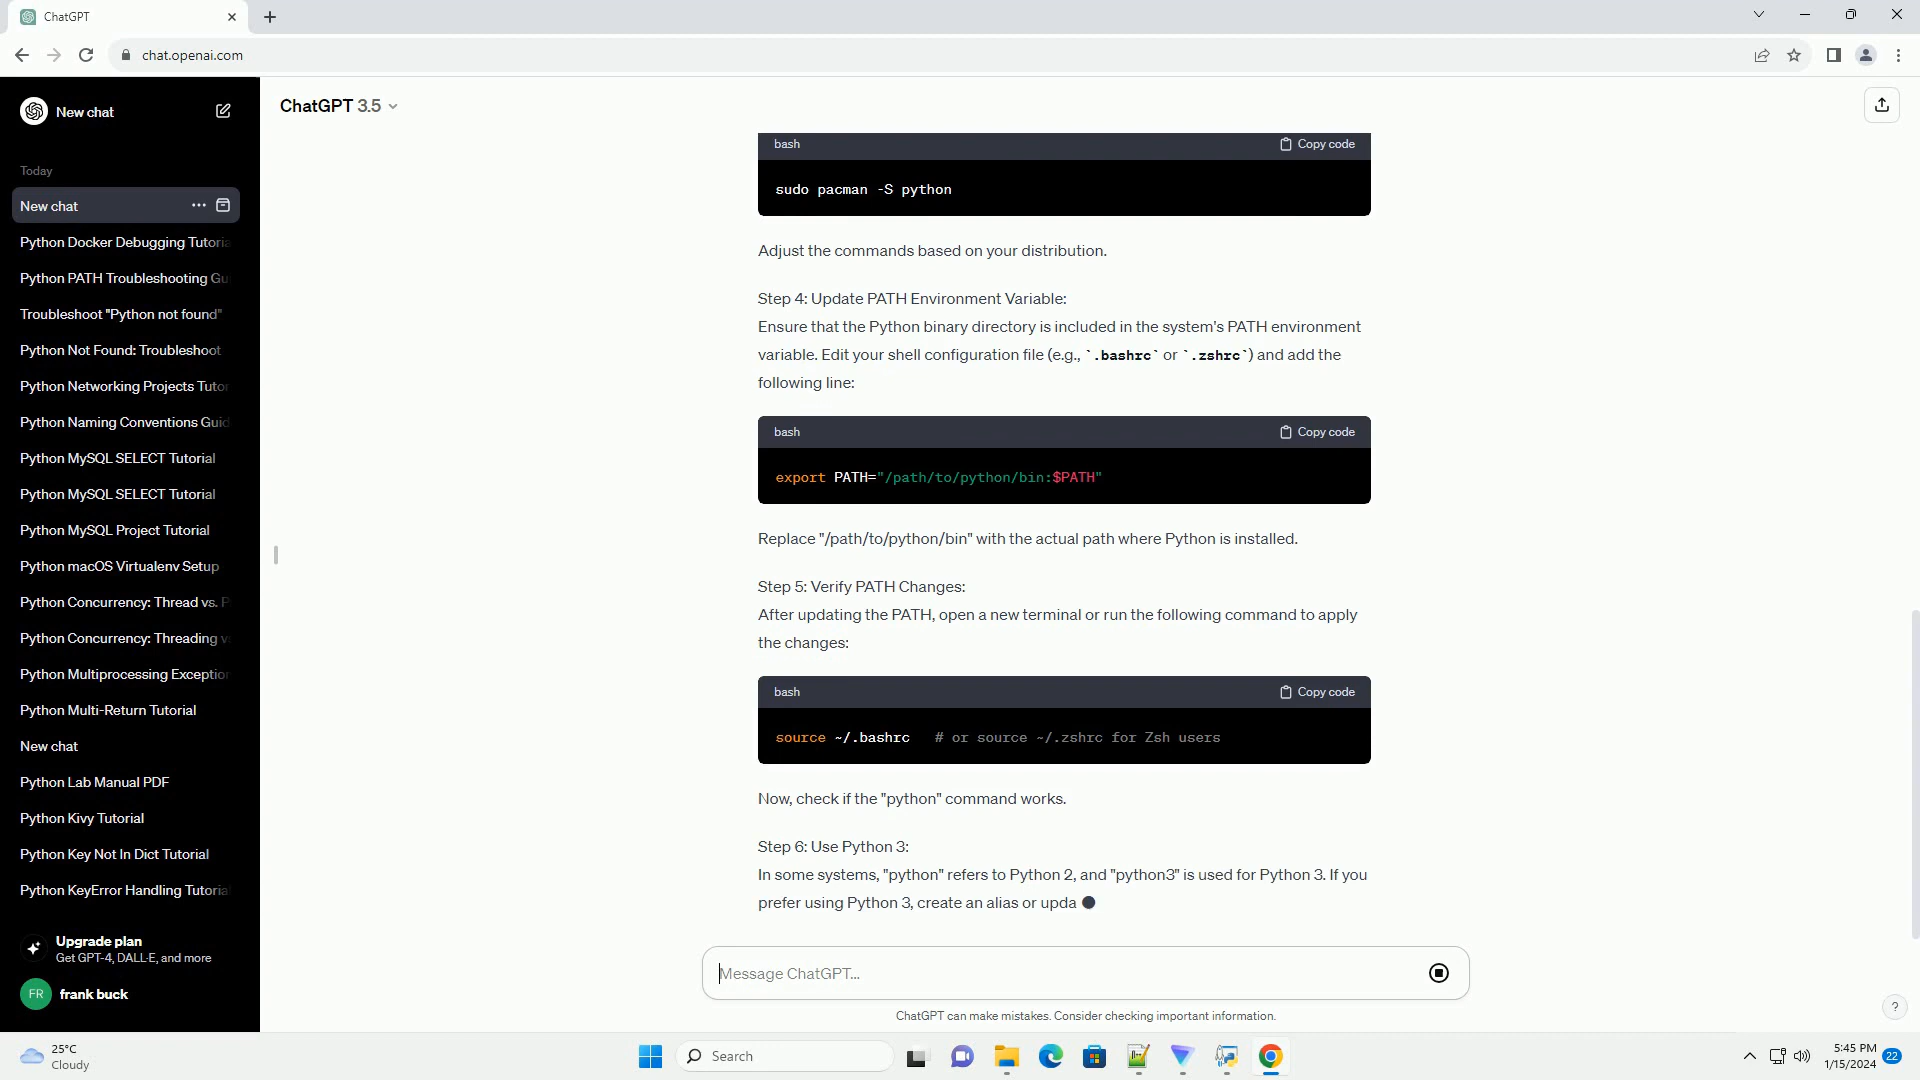 ChatGPT
chat.openai.com
New chat
ChatGPT 3.5
Today
New chat
Python Docker Debugging Tutoria
Python PATH Troubleshooting Gu
Troubleshoot "Python not found"
Python Not Found: Troubleshoot
Python Networking Projects Tutor
Python Naming Conventions Guid
Python MySQL SELECT Tutorial
Python MySQL SELECT Tutorial
Python MySQL Project Tutorial
Python macOS Virtualenv Setup
Python Concurrency: Thread vs. P
Python Concurrency: Threading v
Python Multiprocessing Exception
Python Multi-Return Tutorial
New chat
Python Lab Manual PDF
Python Kivy Tutorial
Python Key Not In Dict Tutorial
Python KeyError Handling Tutoria
Upgrade plan
Get GPT-4, DALL·E, and more
FR frank buck
bash Copy code
sudo pacman -S python
Adjust the commands based on your distribution.
Step 4: Update PATH Environment Variable:
Ensure that the Python binary directory is included in the system's PATH environment
variable. Edit your shell configuration file (e.g., `.bashrc` or `.zshrc`) and add the
following line:
bash Copy code
export PATH="/path/to/python/bin:$PATH"
Replace "/path/to/python/bin" with the actual path where Python is installed.
Step 5: Verify PATH Changes:
After updating the PATH, open a new terminal or run the following command to apply
the changes:
bash Copy code
source ~/.bashrc # or source ~/.zshrc for Zsh users
Now, check if the "python" command works.
Step 6: Use Python 3:
In some systems, "python" refers to Python 2, and "python3" is used for Python 3. If you
prefer using Python 3, create an alias or upda
Message ChatGPT...
ChatGPT can make mistakes. Consider checking important information.
?
25°C
Cloudy
Search
5:45 PM
1/15/2024
22